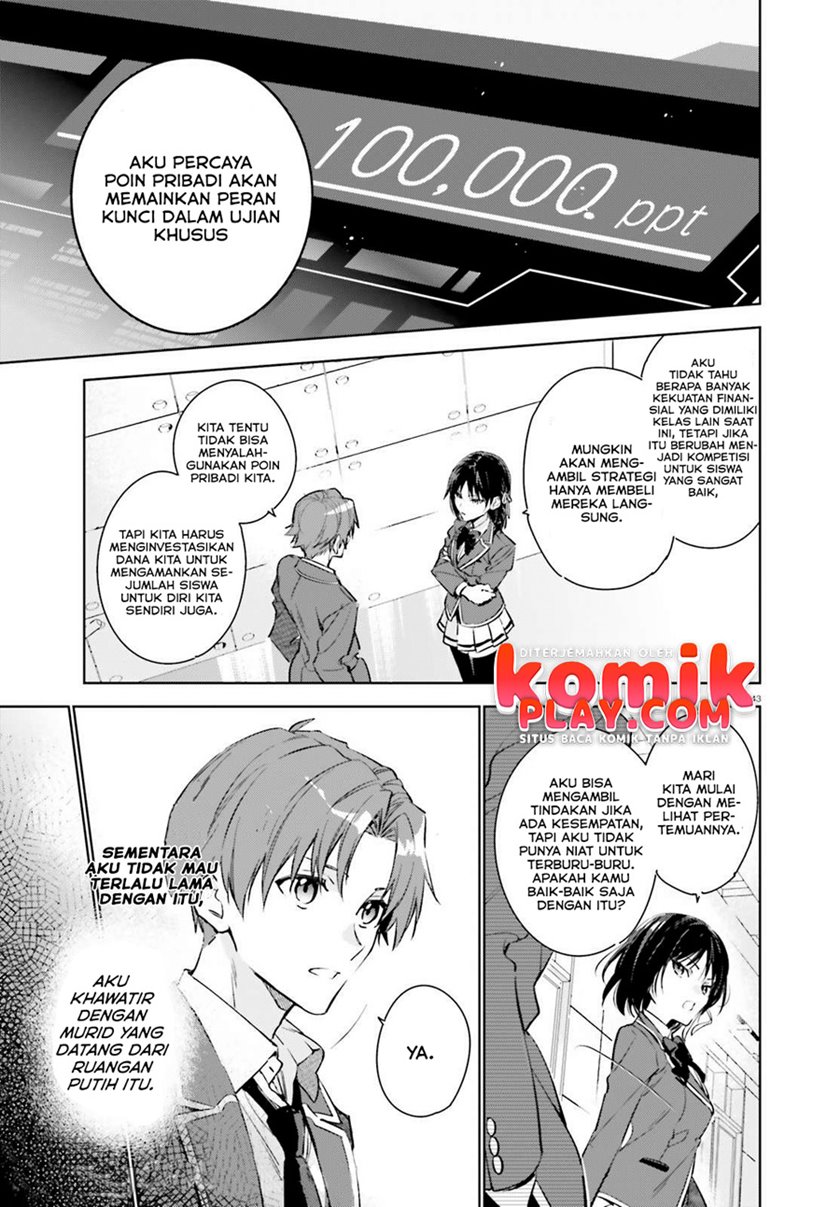 AKU PERCAYA
POIN PRIBADI AKAN
MEMAINKAN PERAN
KUNCI DALAM UJIAN
KHUSUS
100,000. ppt
AKU
TIDAK TAHU
BERAPA BANYAK
KEKUATAN FINAN-
SIAL YANG DIMILIKI
KELAS LAIN SAAT
INI, TETAPI JIKA
ITU BERUBAH MEN-
JADI KOMPETISI
UNTUK SISWA
YANG SANGAT
BAIK,
MUNGKIN
AKAN MENG-
AMBIL STRATEGI
HANYA MEMBELI
MEREKA LANG-
SUNG.
KITA TENTU
TIDAK BISA
MENYALAH-
GUNAKAN POIN
PRIBADI KITA.
TAPI KITA HARUS
MENGINVESTASIKAN
DANA KITA UNTUK
MENGAMANKAN SE-
JUMLAH SISWA
UNTUK DIRI KITA
SENDIRI JUGA.
DITERJEMAHKAN OLEH
komik
PLAY.COM
SITUS BACA KOMIK TANPA IKLAN
43
MARI
KITA MULAI
DENGAN ME-
LIHAT PER-
TEMUANNYA.
AKU BISA
MENGAMBIL
TINDAKAN JIKA
ADA KESEMPATAN,
TAPI AKU TIDAK
PUNYA NIAT UNTUK
TERBURU-BURU.
APAKAH KAMU
BAIK-BAIK SAJA
DENGAN ITU?
YA.
SEMENTARA
AKU TIDAK MAU
TERLALU LAMA
DENGAN ITU,
AKU
KHAWATIR
DENGAN
MURID YANG
DATANG DARI
RUANGAN
PUTIH ITU.